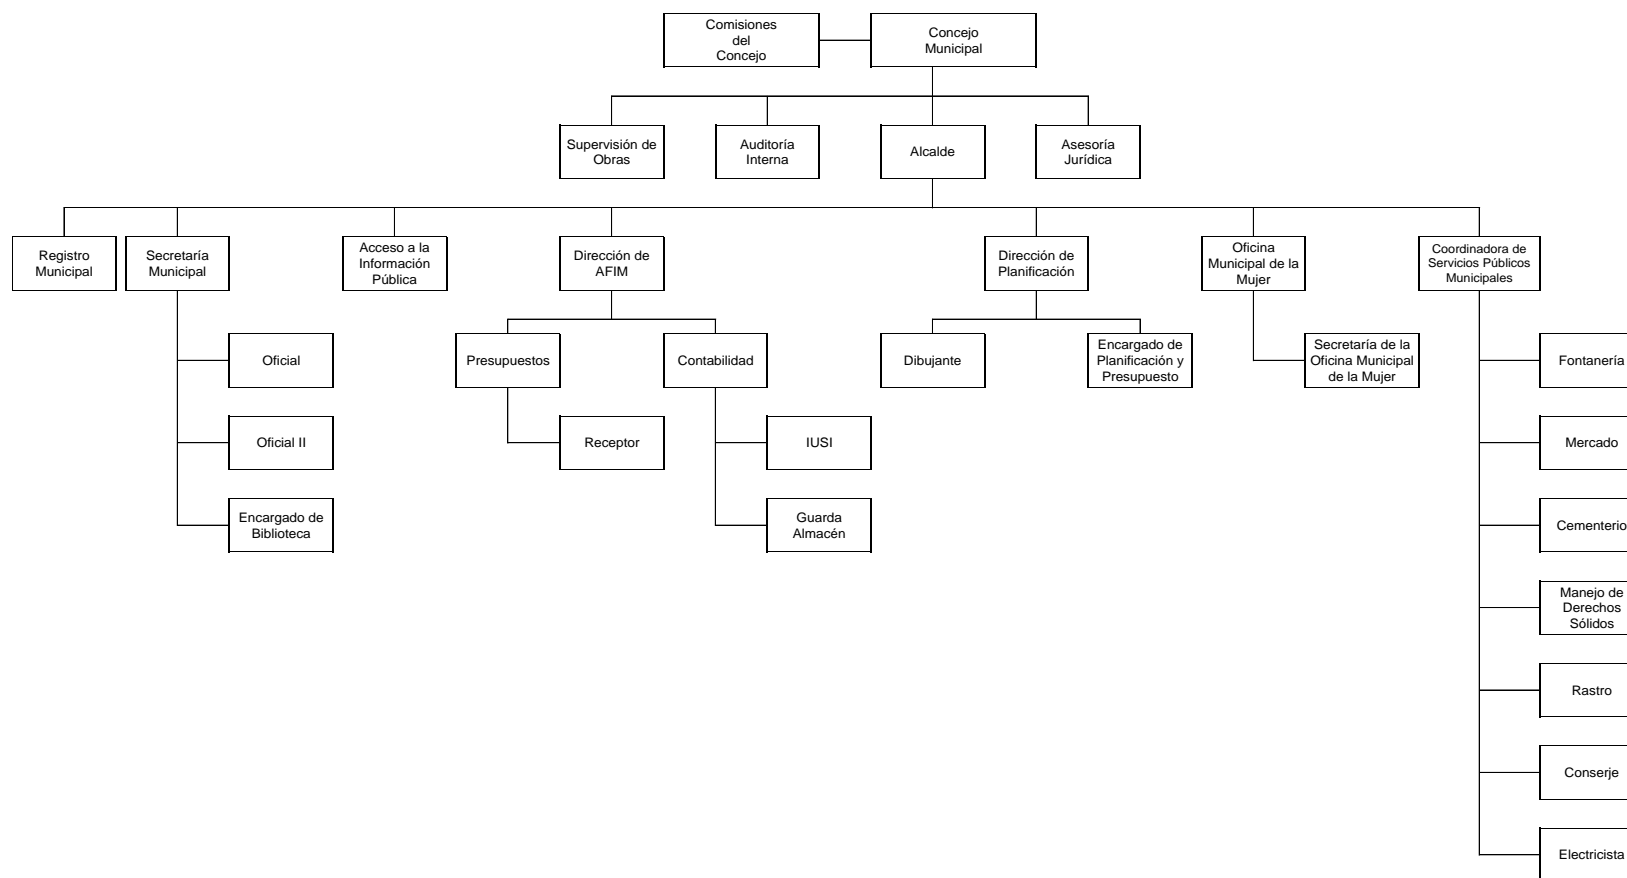 Comisiones
del
Concejo
Concejo
Municipal
Supervisión de
Obras
Auditoría
Interna
Alcalde
Asesoría
Jurídica
Registro
Municipal
Secretaría
Municipal
Acceso a la
Información
Pública
Dirección de
AFIM
Dirección de
Planificación
Oficina
Municipal de la
Mujer
Coordinadora de
Servicios Públicos
Municipales
Oficial
Presupuestos
Contabilidad
Dibujante
Encargado de
Planificación y
Presupuesto
Secretaría de la
Oficina Municipal
de la Mujer
Fontanería
Oficial II
Receptor
IUSI
Mercado
Encargado de
Biblioteca
Guarda
Almacén
Cementerio
Manejo de
Derechos
Sólidos
Rastro
Conserje
Electricista